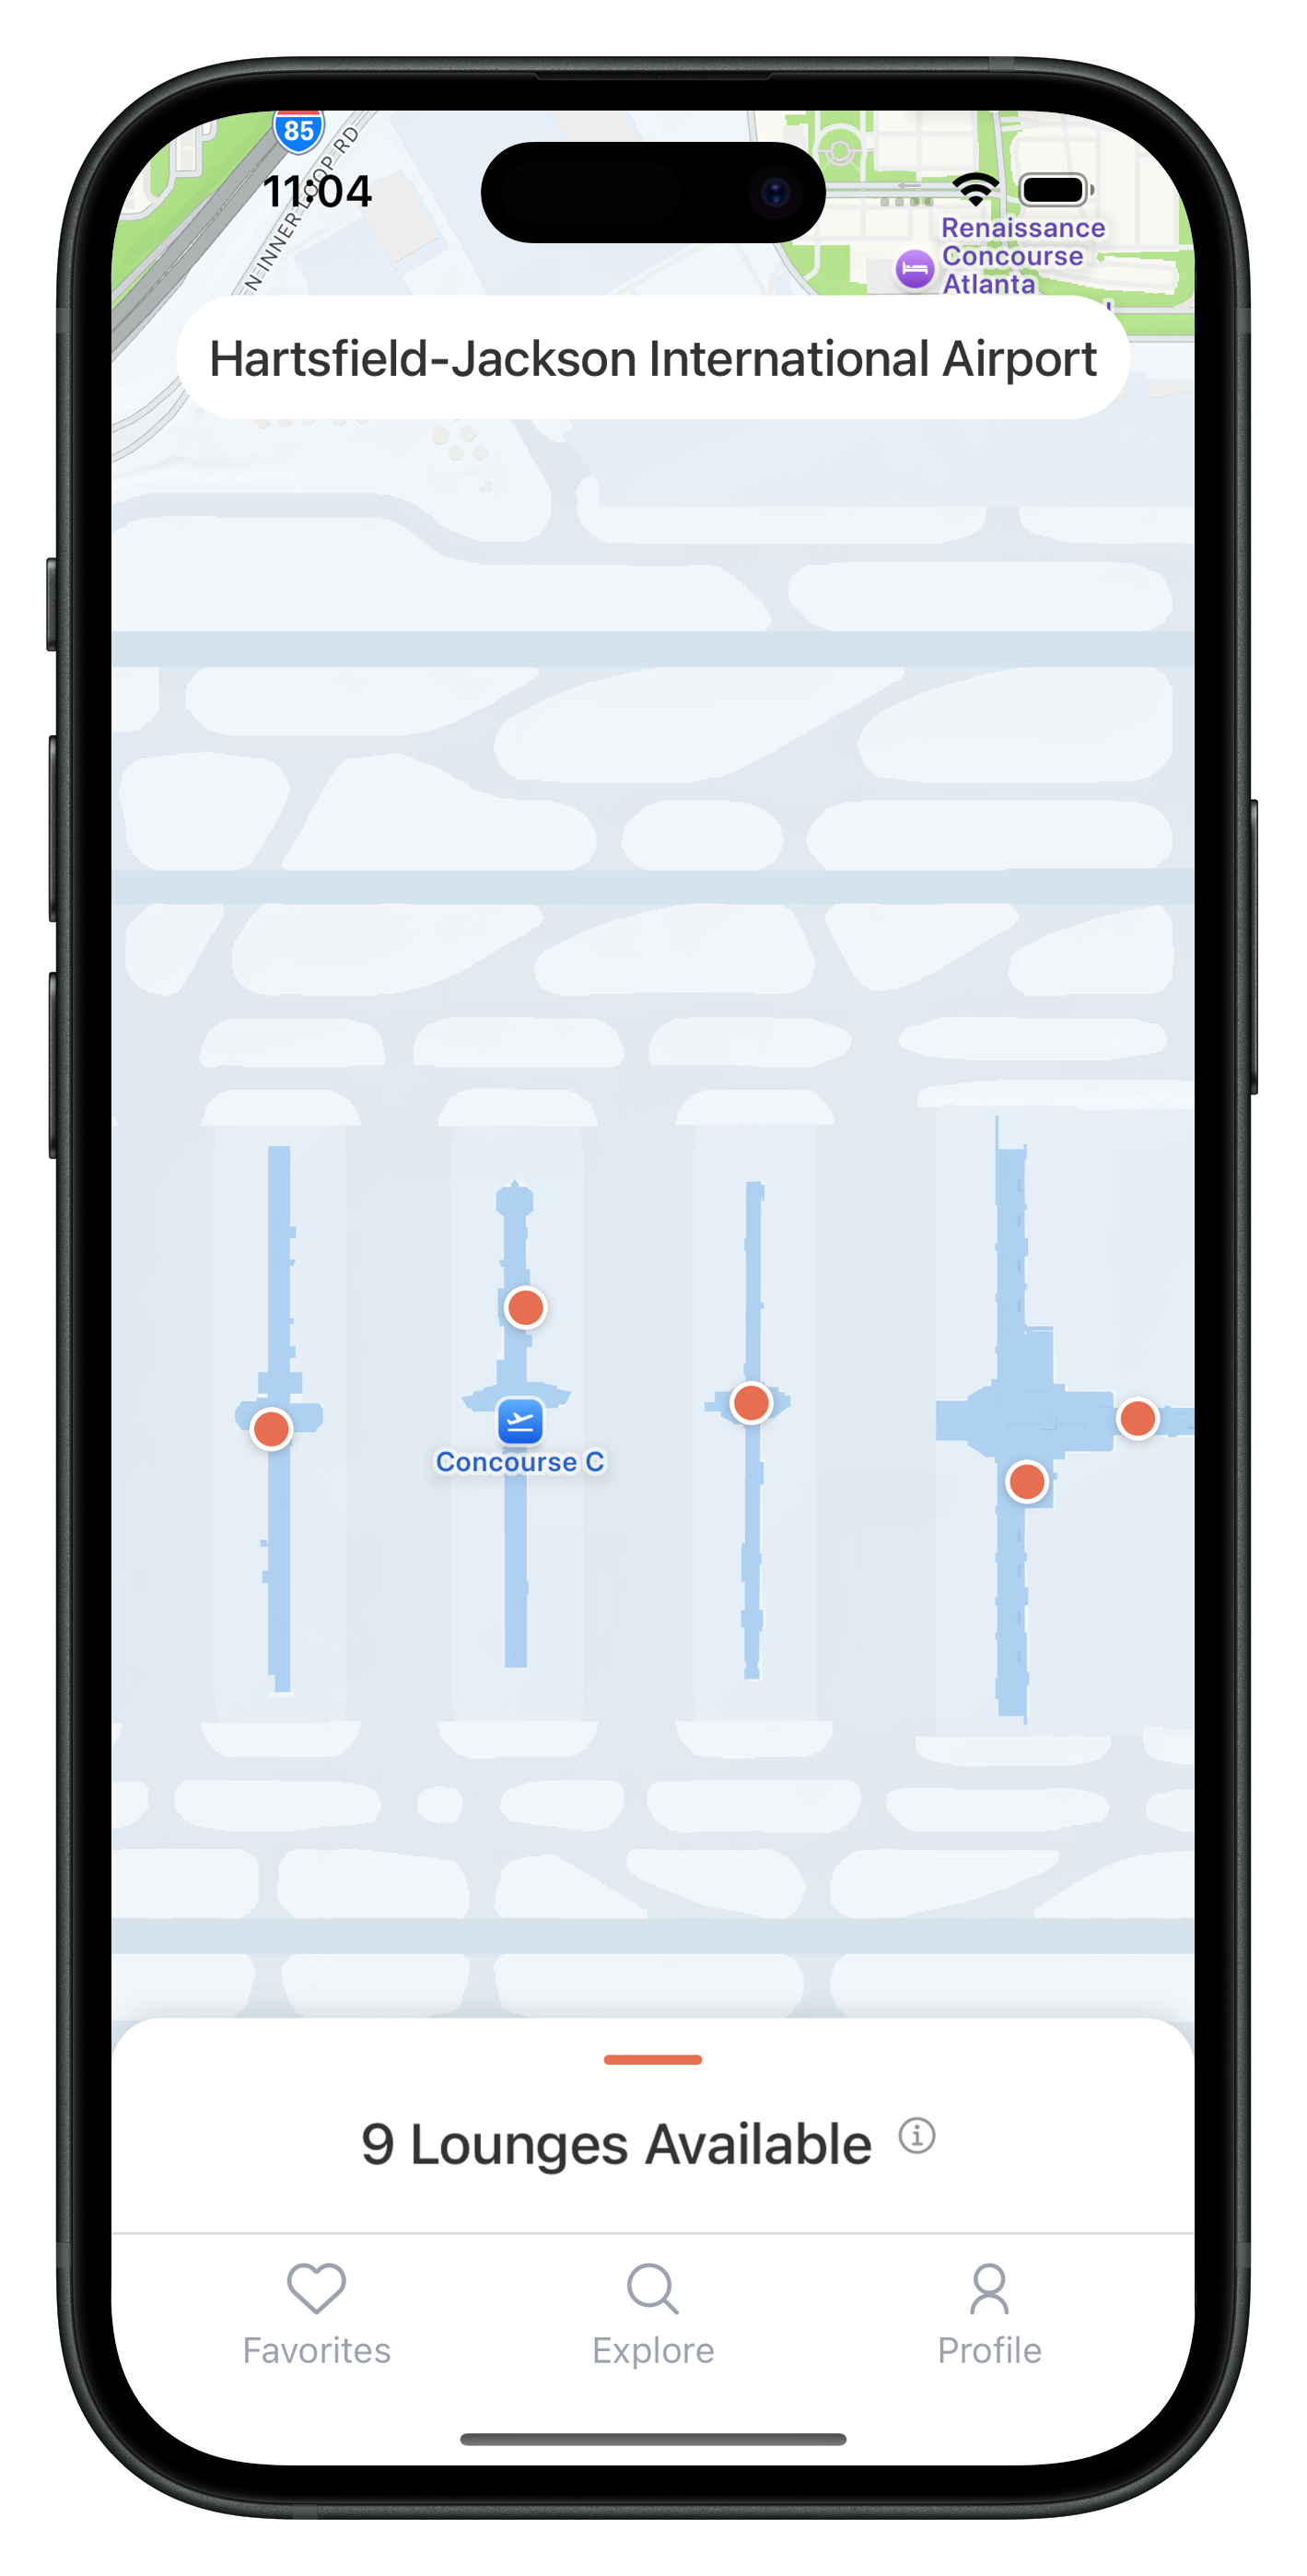 85
11:04
N INNER LOOP RD
Renaissance
Concourse
Atlanta
Hartsfield-Jackson International Airport
Concourse C
9 Lounges Available
Favorites
Explore
Profile